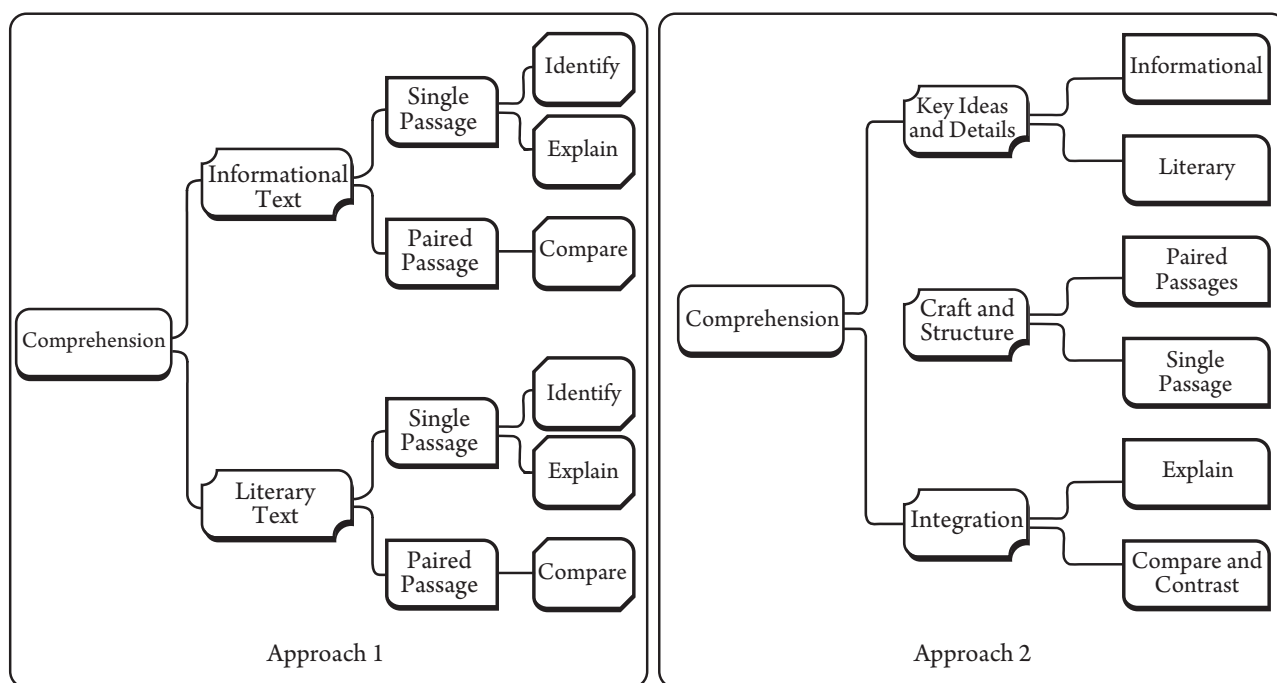 Comprehension
Informational
Text
Single
Passage
Identify
Explain
Paired
Passage
Compare
Literary
Text
Single
Passage
Identify
Explain
Paired
Passage
Compare
Approach 1
Comprehension
Key Ideas
and Details
Informational
Literary
Craft and
Structure
Paired
Passages
Single
Passage
Integration
Explain
Compare and
Contrast
Approach 2